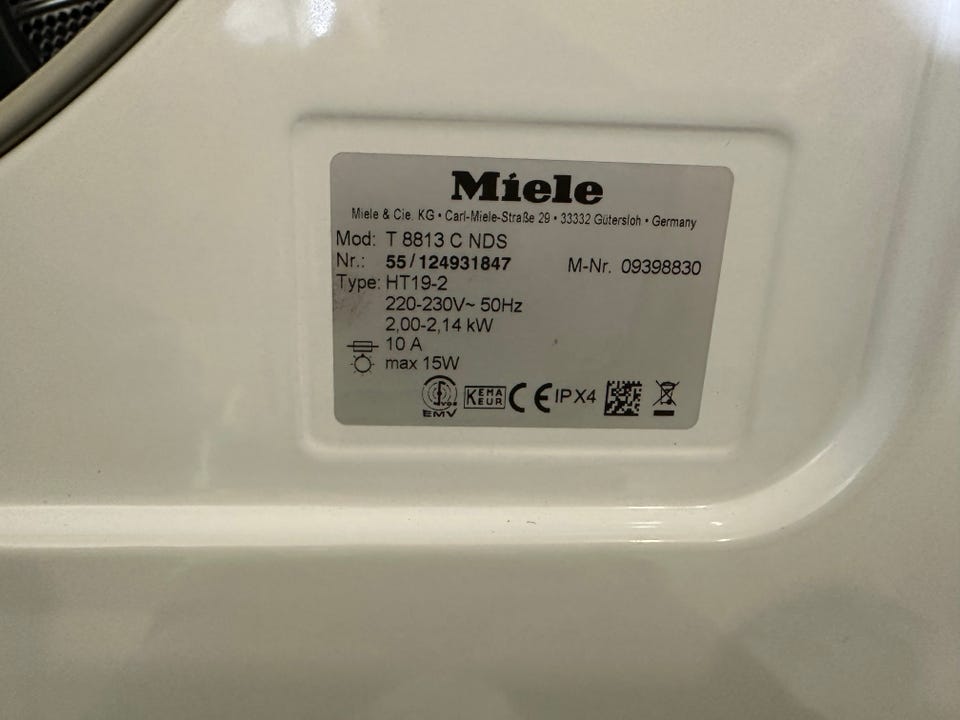 Miele
Miele & Cie. KG • Carl-Miele-Straße 29 • 33332 Gütersloh • Germany
Mod: T 8813 C NDS
Nr.: 55/124931847 M-Nr. 09398830
Type: HT19-2
220-230V~ 50Hz
2,00-2,14 kW
10 A
max 15W
EMV KEMA KEUR CE IPX4